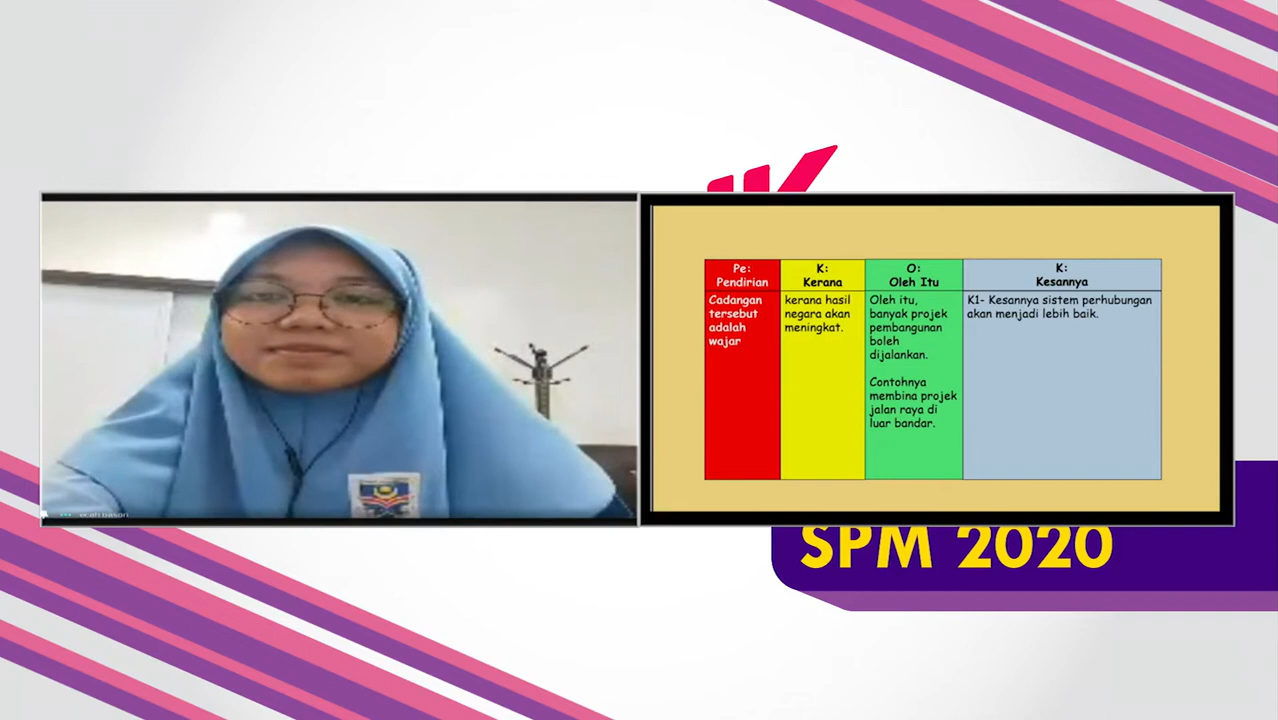 Pe:
Pendirian
Cadangan
tersebut
adalah
wajar
K:
Kerana
kerana hasil
negara akan
meningkat.
O:
Oleh Itu
Oleh itu,
banyak projek
pembangunan
boleh
dijalankan.
Contohnya
membina projek
jalan raya di
luar bandar.
K:
Kesannya
K1- Kesannya sistem perhubungan
akan menjadi lebih baik.
SPM 2020